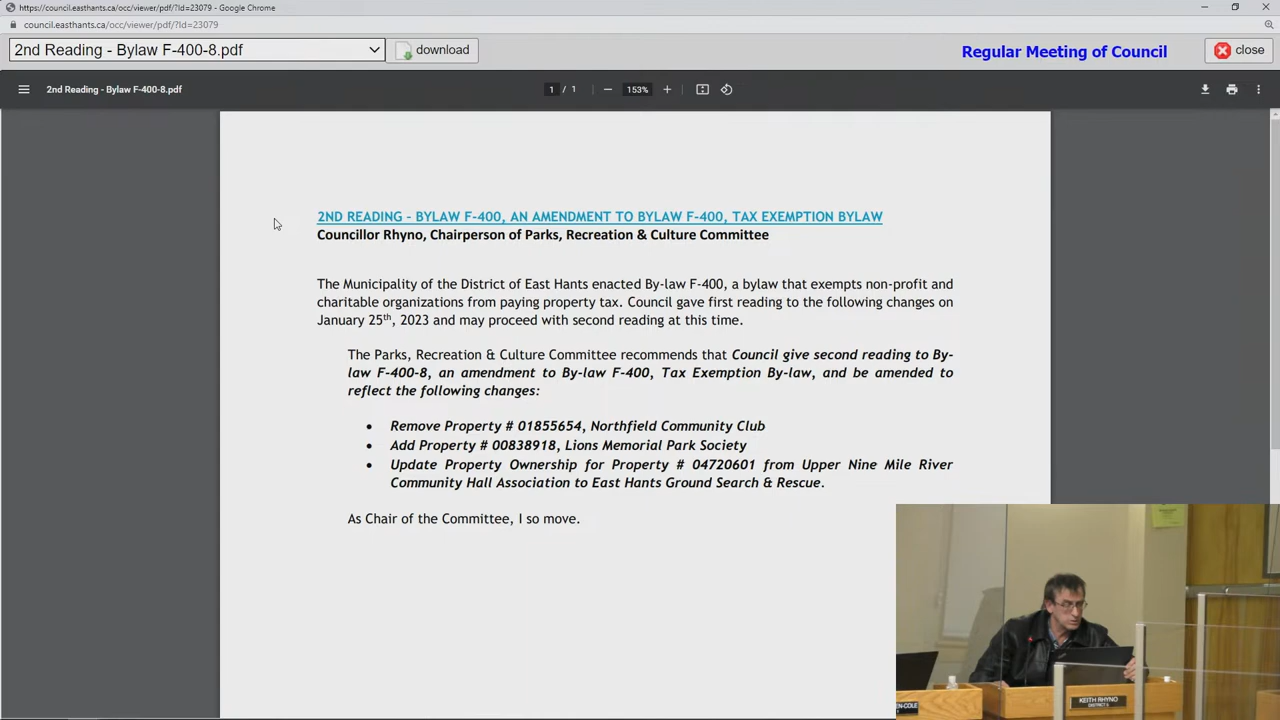 https://council.easthants.ca/occ/viewer/pdf/?Id=23079 - Google Chrome
council.easthants.ca/occ/viewer/pdf/?Id=23079
2nd Reading - Bylaw F-400-8.pdf
download
Regular Meeting of Council
close
2nd Reading - Bylaw F-400-8.pdf
1 / 1
153%
2ND READING - BYLAW F-400, AN AMENDMENT TO BYLAW F-400, TAX EXEMPTION BYLAW
Councillor Rhyno, Chairperson of Parks, Recreation & Culture Committee
The Municipality of the District of East Hants enacted By-law F-400, a bylaw that exempts non-profit and
charitable organizations from paying property tax. Council gave first reading to the following changes on
January 25th, 2023 and may proceed with second reading at this time.
The Parks, Recreation & Culture Committee recommends that Council give second reading to By-
law F-400-8, an amendment to By-law F-400, Tax Exemption By-law, and be amended to
reflect the following changes:
• Remove Property # 01855654, Northfield Community Club
• Add Property # 00838918, Lions Memorial Park Society
• Update Property Ownership for Property # 04720601 from Upper Nine Mile River
Community Hall Association to East Hants Ground Search & Rescue.
As Chair of the Committee, I so move.
KEITH RHYNO